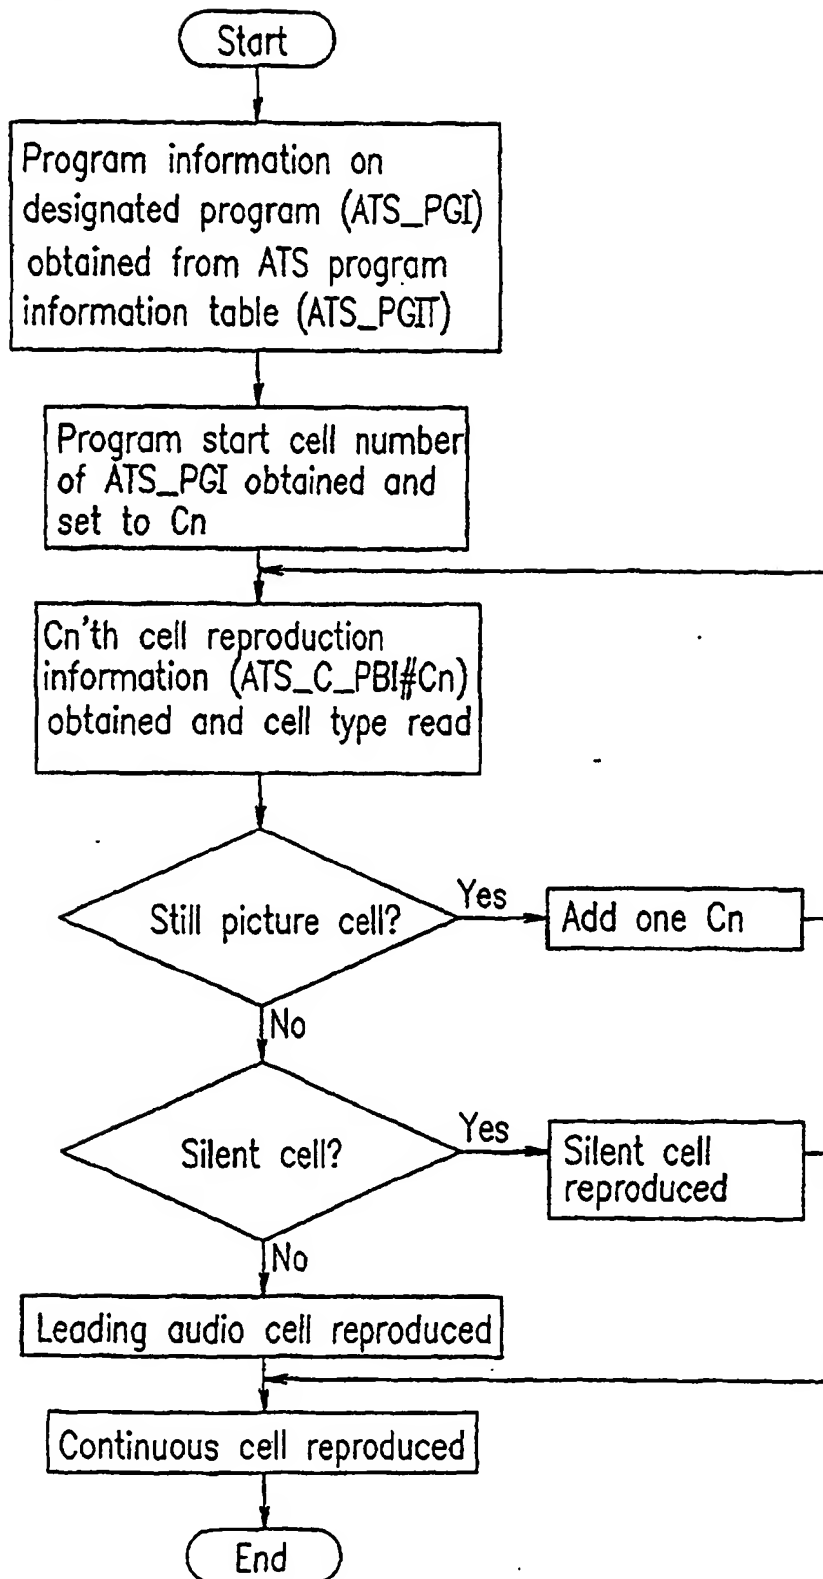 Start
Program information on
designated program (ATS_PGI)
obtained from ATS program
information table (ATS_PGIT)
Program start cell number
of ATS_PGI obtained and
set to Cn
Cn'th cell reproduction
information (ATS_C_PBI#Cn)
obtained and cell type read
Still picture cell?
Yes
Add one Cn
No
Silent cell?
Yes
Silent cell
reproduced
No
Leading audio cell reproduced
Continuous cell reproduced
End